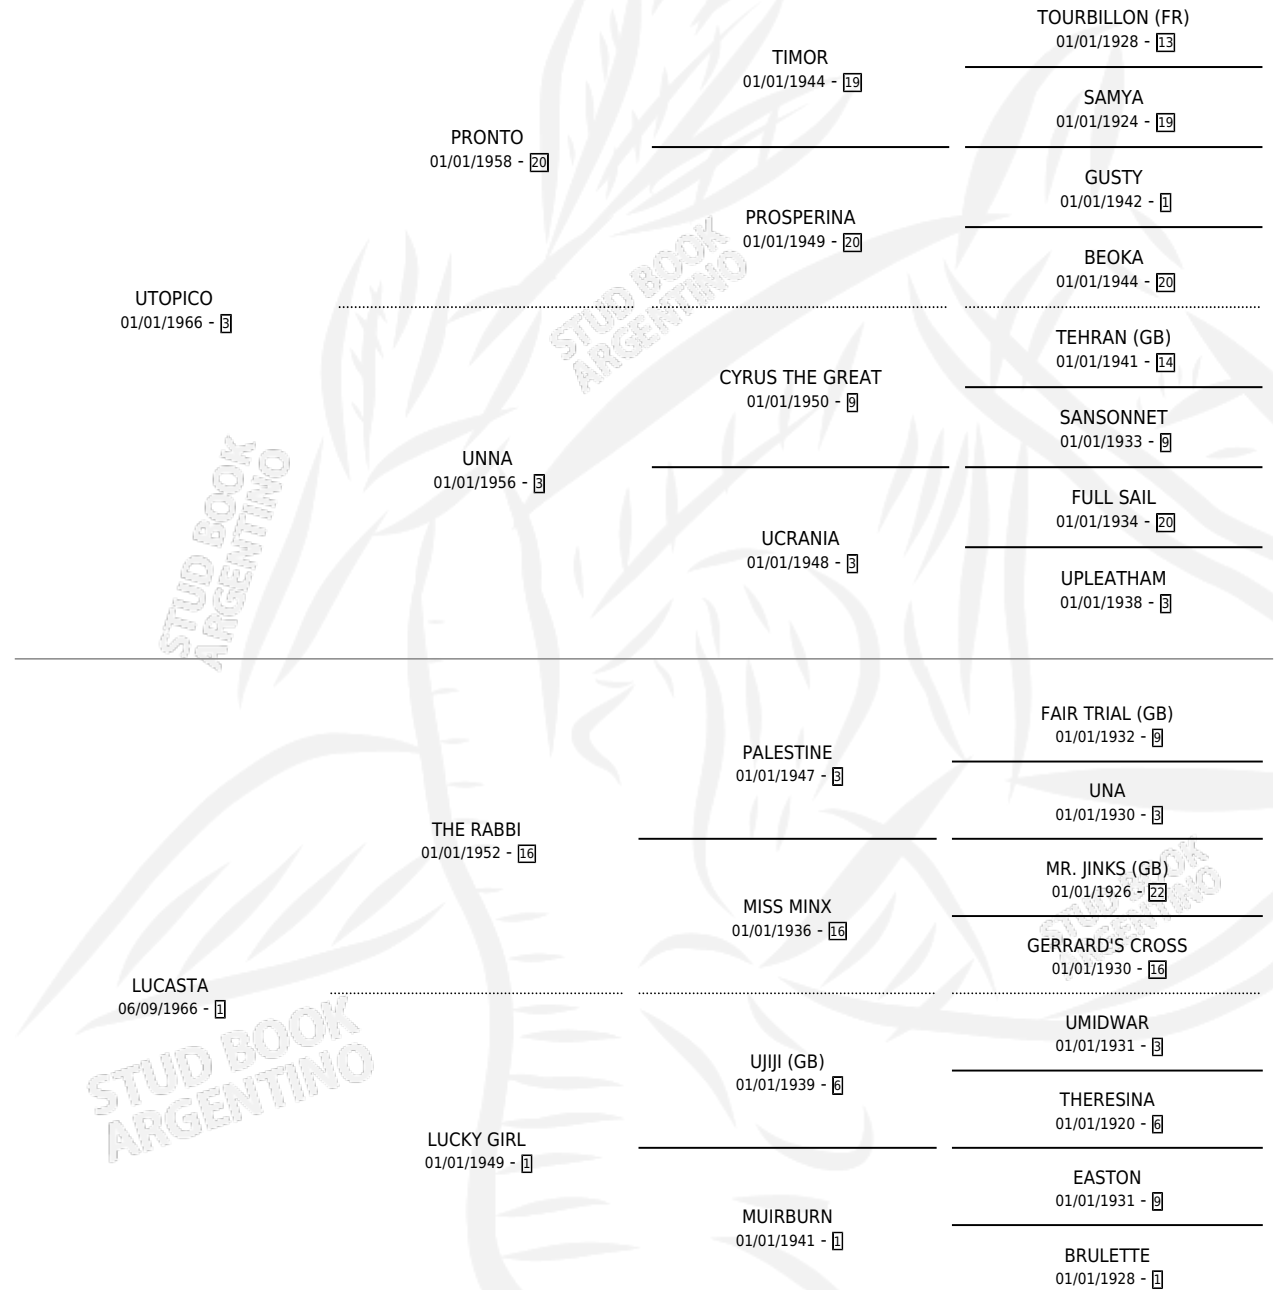 TOURBILLON (FR)
01/01/1928 - 13
TIMOR
01/01/1944 - 19
SAMYA
01/01/1924 - 19
PRONTO
01/01/1958 - 20
GUSTY
01/01/1942 - 1
PROSPERINA
01/01/1949 - 20
BEOKA
01/01/1944 - 20
UTOPICO
01/01/1966 - 3
STUD BOOK
ARGENTINO
TEHRAN (GB)
01/01/1941 - 14
CYRUS THE GREAT
01/01/1950 - 9
SANSONNET
01/01/1933 - 9
UNNA
01/01/1956 - 3
FULL SAIL
01/01/1934 - 20
UCRANIA
01/01/1948 - 3
UPLEATHAM
01/01/1938 - 3
STUD BOOK
ARGENTINO
FAIR TRIAL (GB)
01/01/1932 - 9
PALESTINE
01/01/1947 - 3
UNA
01/01/1930 - 3
THE RABBI
01/01/1952 - 16
MR. JINKS (GB)
01/01/1926 - 22
MISS MINX
01/01/1936 - 16
GERRARD'S CROSS
01/01/1930 - 16
STUD BOOK
ARGENTINO
LUCASTA
06/09/1966 - 1
UMIDWAR
01/01/1931 - 3
UJIJI (GB)
01/01/1939 - 6
THERESINA
01/01/1920 - 6
STUD BOOK
ARGENTINO
LUCKY GIRL
01/01/1949 - 1
EASTON
01/01/1931 - 9
MUIRBURN
01/01/1941 - 1
BRULETTE
01/01/1928 - 1